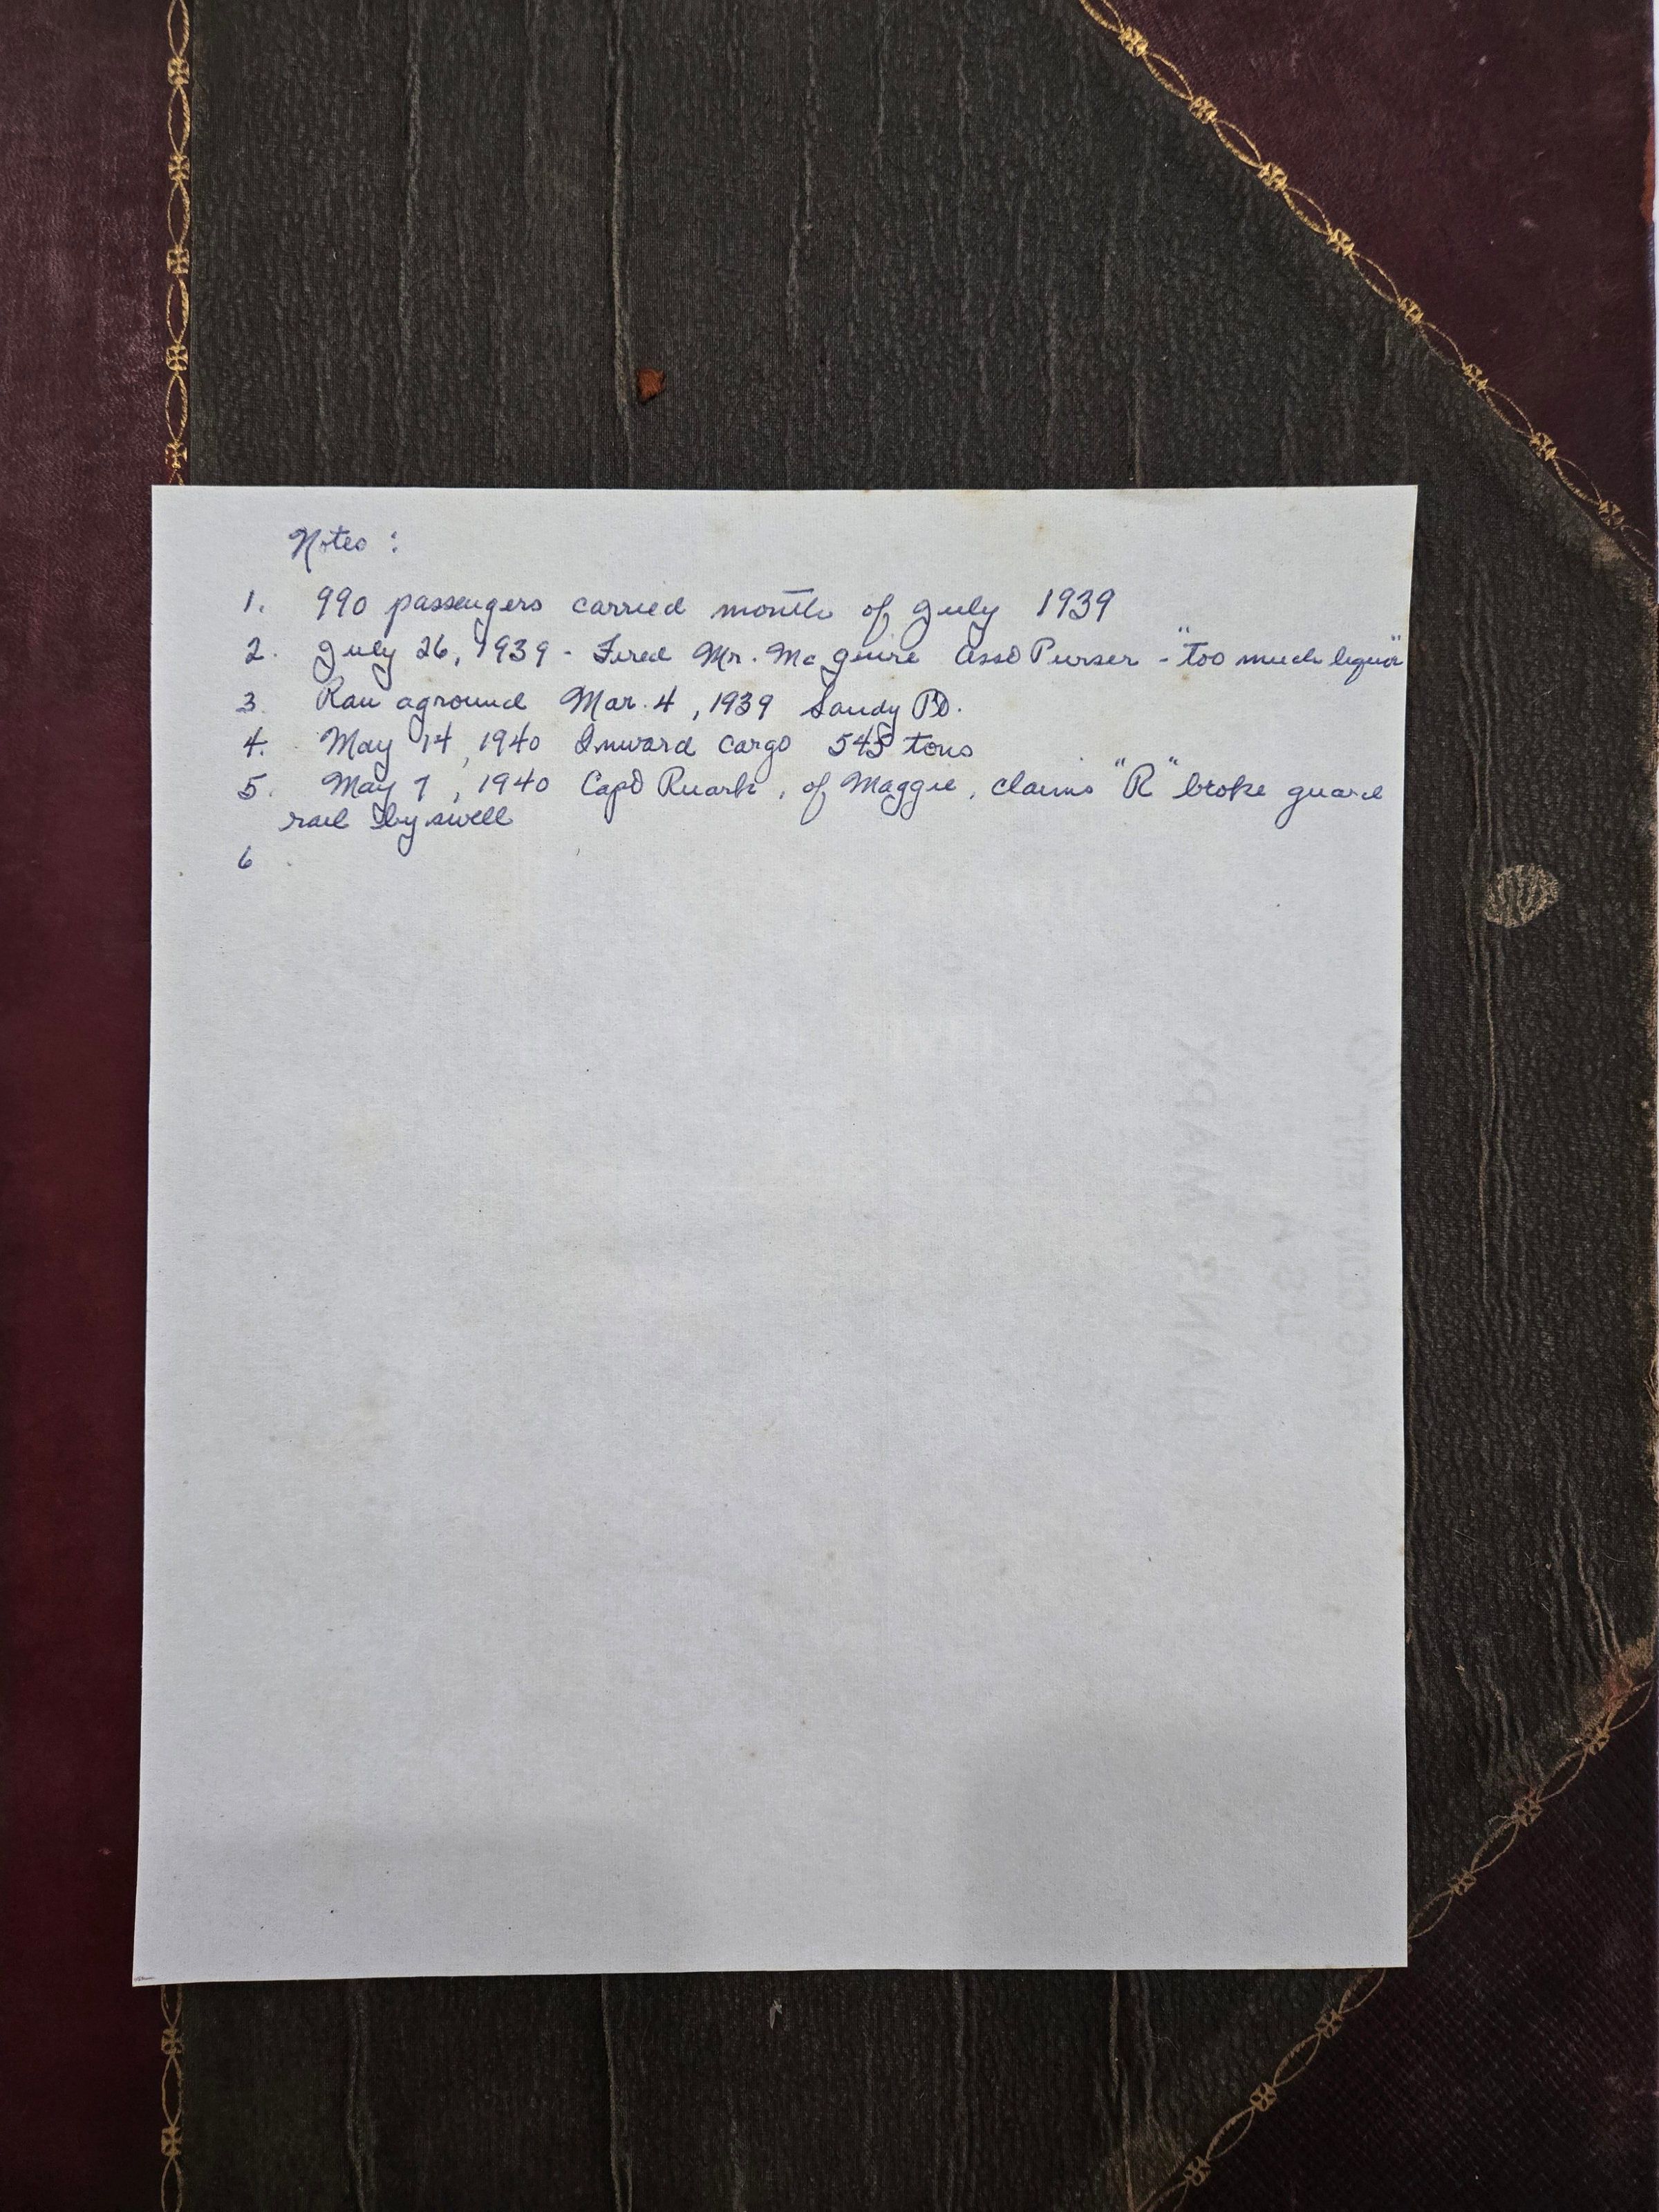 Notes :
1. 990 passengers carried month of July 1939
2. July 26, 1939 - Fired Mr. McGuire Asst Purser - "too much liquor"
3. Ran aground Mar. 4, 1939 Sandy Pt.
4. May 14, 1940 Inward Cargo 545 tons
5. May 7, 1940 Capt Ruark, of Maggie, claims "R" broke guard
rail by swell
6
HANS MARX